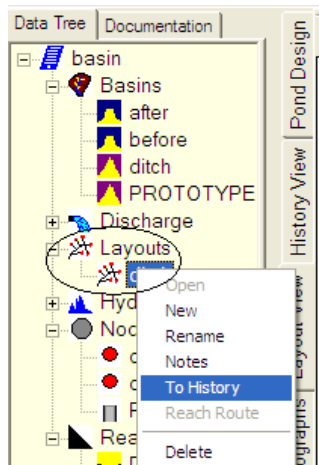 Data Tree Documentation
basin
Basins
after
before
ditch
PROTOTYPE
Discharge
Layouts
Open
New
Rename
Notes
To History
Reach Route
Delete
Pond Design
History View